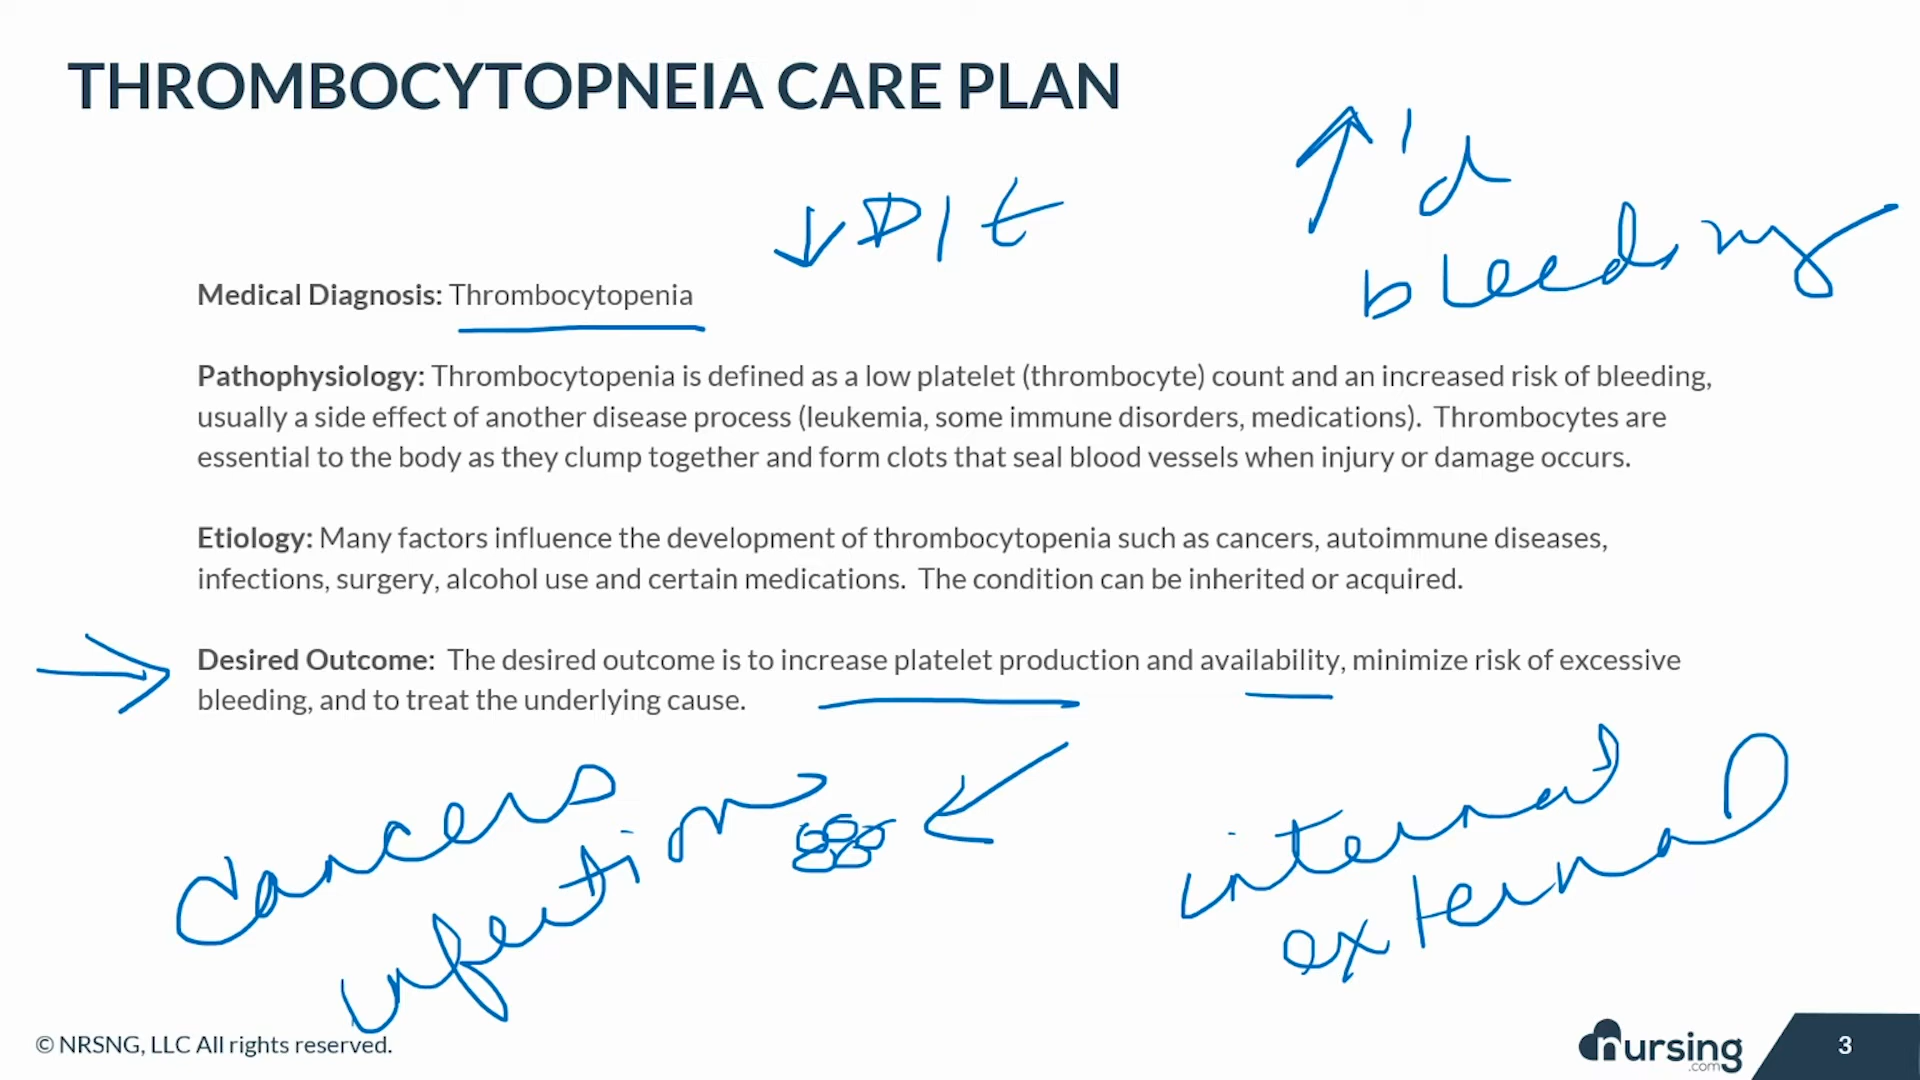 THROMBOCYTOPNEIA CARE PLAN
↑'d
bleeding
↓ Plt
Medical Diagnosis: Thrombocytopenia
Pathophysiology: Thrombocytopenia is defined as a low platelet (thrombocyte) count and an increased risk of bleeding,
usually a side effect of another disease process (leukemia, some immune disorders, medications). Thrombocytes are
essential to the body as they clump together and form clots that seal blood vessels when injury or damage occurs.
Etiology: Many factors influence the development of thrombocytopenia such as cancers, autoimmune diseases,
infections, surgery, alcohol use and certain medications. The condition can be inherited or acquired.
Desired Outcome: The desired outcome is to increase platelet production and availability, minimize risk of excessive
bleeding, and to treat the underlying cause.
cancers
infections
internal
external
© NRSNG, LLC All rights reserved.
nursing
.com
3